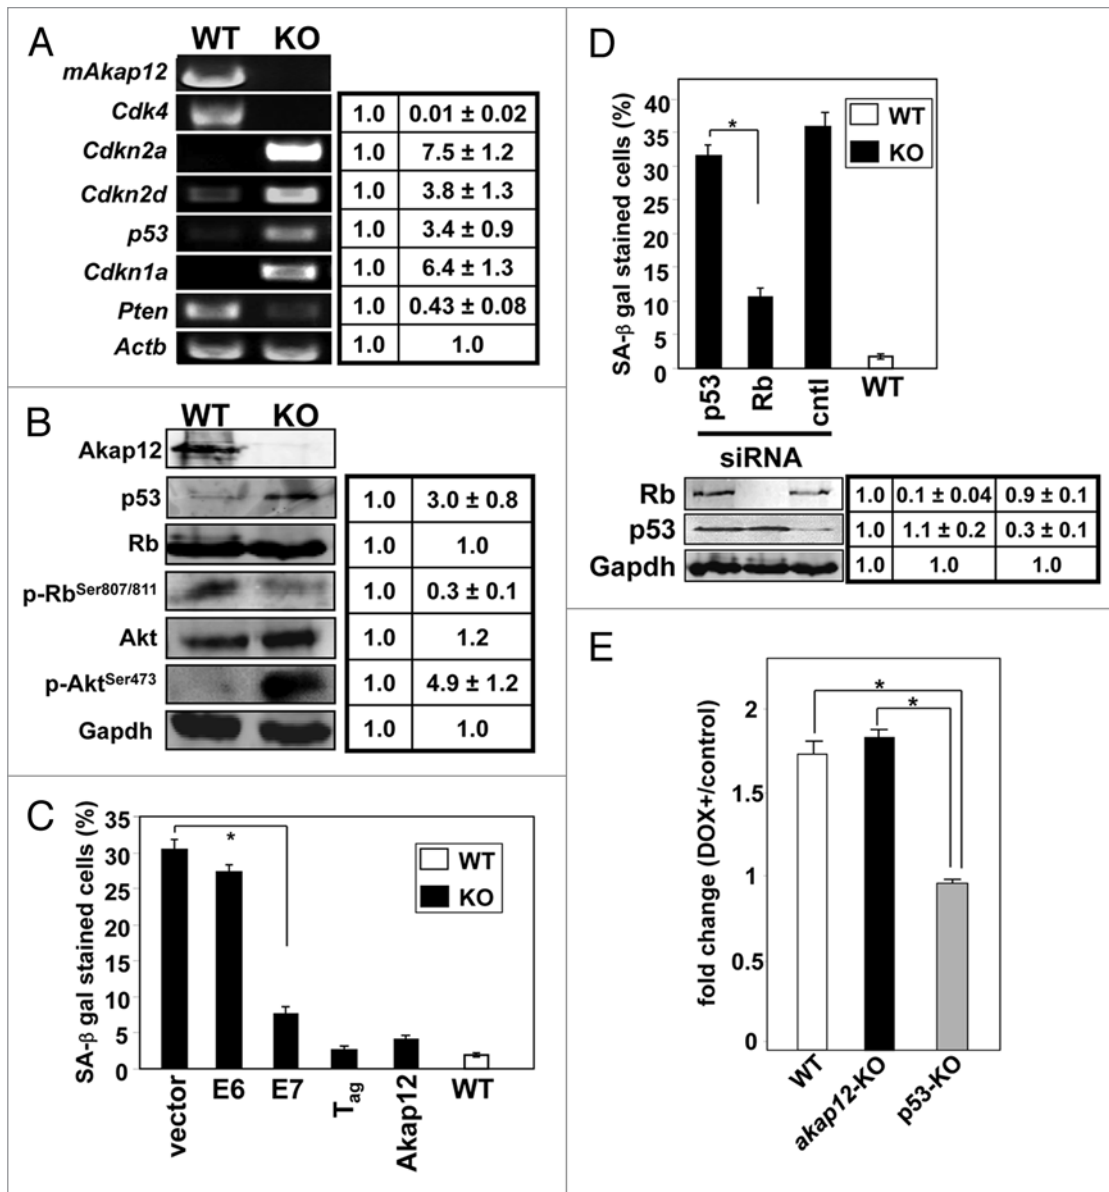 A
WT KO
mAkap12
Cdk4 1.0 0.01 ± 0.02
Cdkn2a 1.0 7.5 ± 1.2
Cdkn2d 1.0 3.8 ± 1.3
p53 1.0 3.4 ± 0.9
Cdkn1a 1.0 6.4 ± 1.3
Pten 1.0 0.43 ± 0.08
Actb 1.0 1.0
B
WT KO
Akap12
p53 1.0 3.0 ± 0.8
Rb 1.0 1.0
p-Rb^Ser807/811 1.0 0.3 ± 0.1
Akt 1.0 1.2
p-Akt^Ser473 1.0 4.9 ± 1.2
Gapdh 1.0 1.0
C
SA-β gal stained cells (%)
35
30
25
20
15
10
5
0
*
WT
KO
vector E6 E7 T_ag Akap12 WT
D
SA-β gal stained cells (%)
40
35
30
25
20
15
10
5
0
*
WT
KO
p53 Rb cntl WT
siRNA
Rb 1.0 0.1 ± 0.04 0.9 ± 0.1
p53 1.0 1.1 ± 0.2 0.3 ± 0.1
Gapdh 1.0 1.0 1.0
E
fold change (DOX+/control)
2
1.5
1
0.5
0
*
*
WT akap12-KO p53-KO